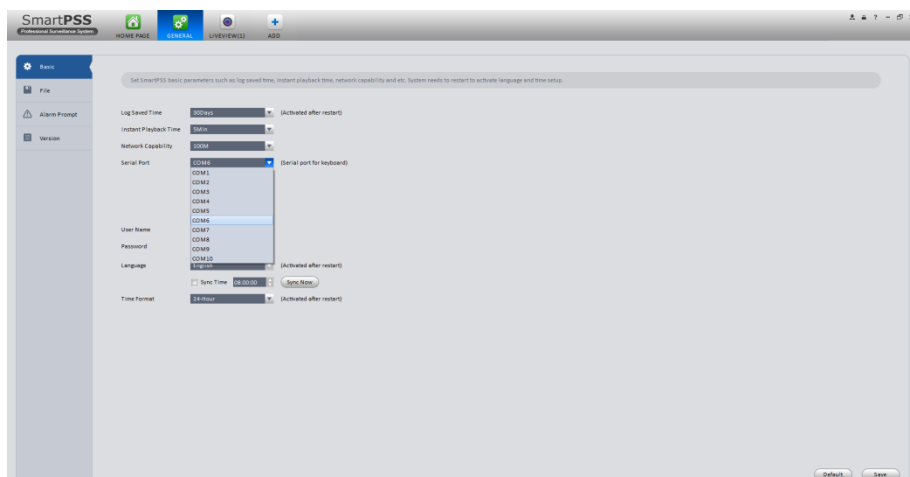 SmartPSS
Professional Surveillance System
HOME PAGE
GENERAL
LIVEVIEW(1)
ADD
Basic
File
Alarm Prompt
Version
Set SmartPSS basic parameters such as log saved time, instant playback time, network capability and etc. System needs to restart to activate language and time setup.
Log Saved Time 30Days (Activated after restart)
Instant Playback Time 5Min
Network Capability 100M
Serial Port COM6 (Serial port for keyboard)
COM1
COM2
COM3
COM4
COM5
COM6
User Name COM7
COM8
Password COM9
COM10
Language English (Activated after restart)
Sync Time 08:00:00 Sync Now
Time Format 24-Hour (Activated after restart)
Default Save